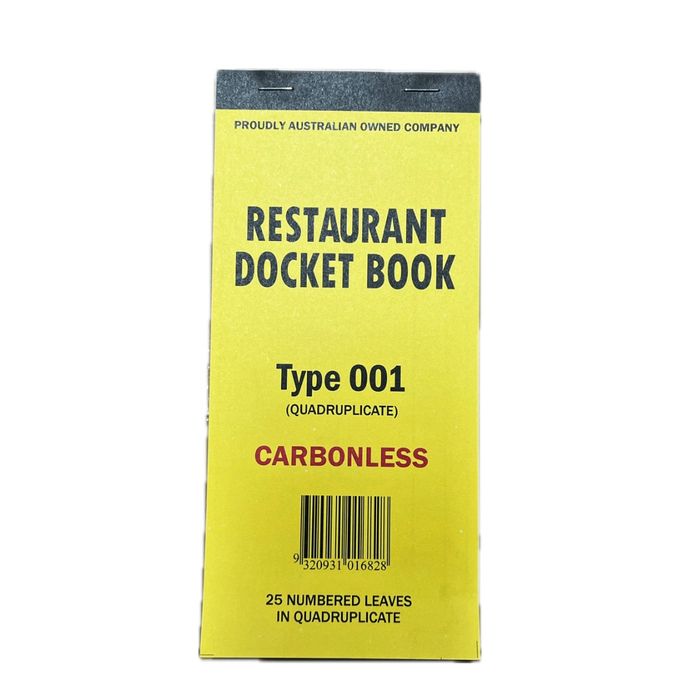 PROUDLY AUSTRALIAN OWNED COMPANY
RESTAURANT
DOCKET BOOK
Type 001
(QUADRUPLICATE)
CARBONLESS
9 320931 016828
25 NUMBERED LEAVES
IN QUADRUPLICATE